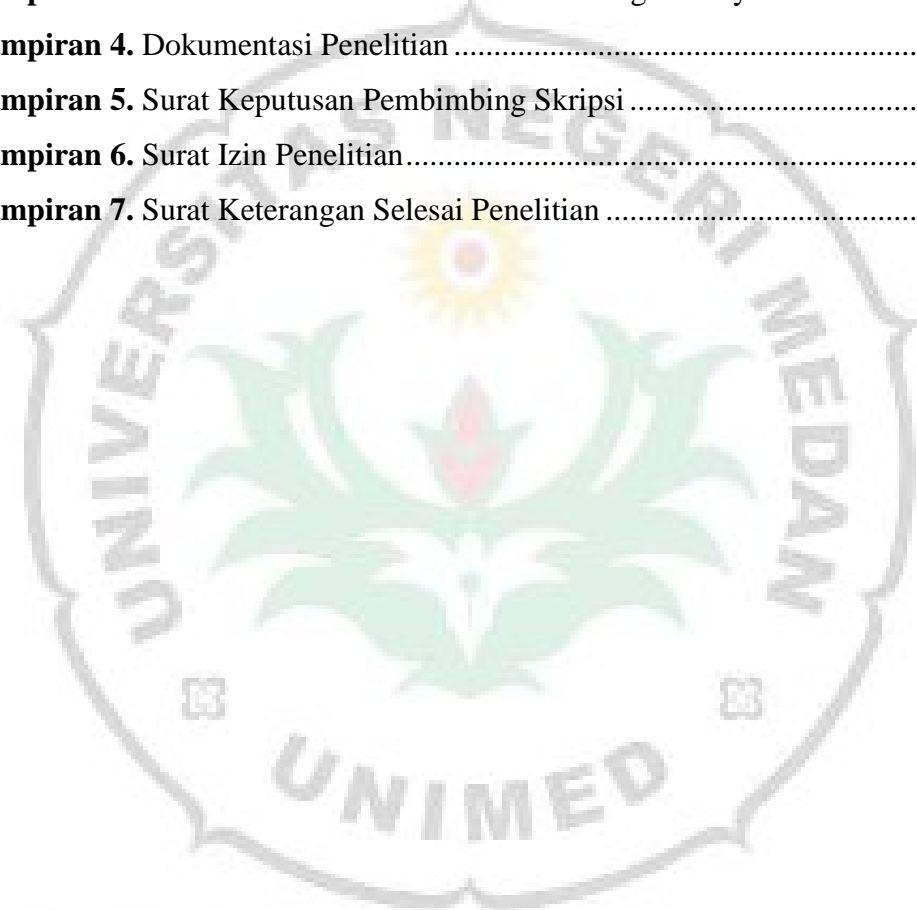 mpiran 4. Dokumentasi Penelitian ..........................................................
mpiran 5. Surat Keputusan Pembimbing Skripsi ....................................
mpiran 6. Surat Izin Penelitian................................................................
mpiran 7. Surat Keterangan Selesai Penelitian .......................................
UNIVERSITAS NEGERI MEDAN
UNIMED